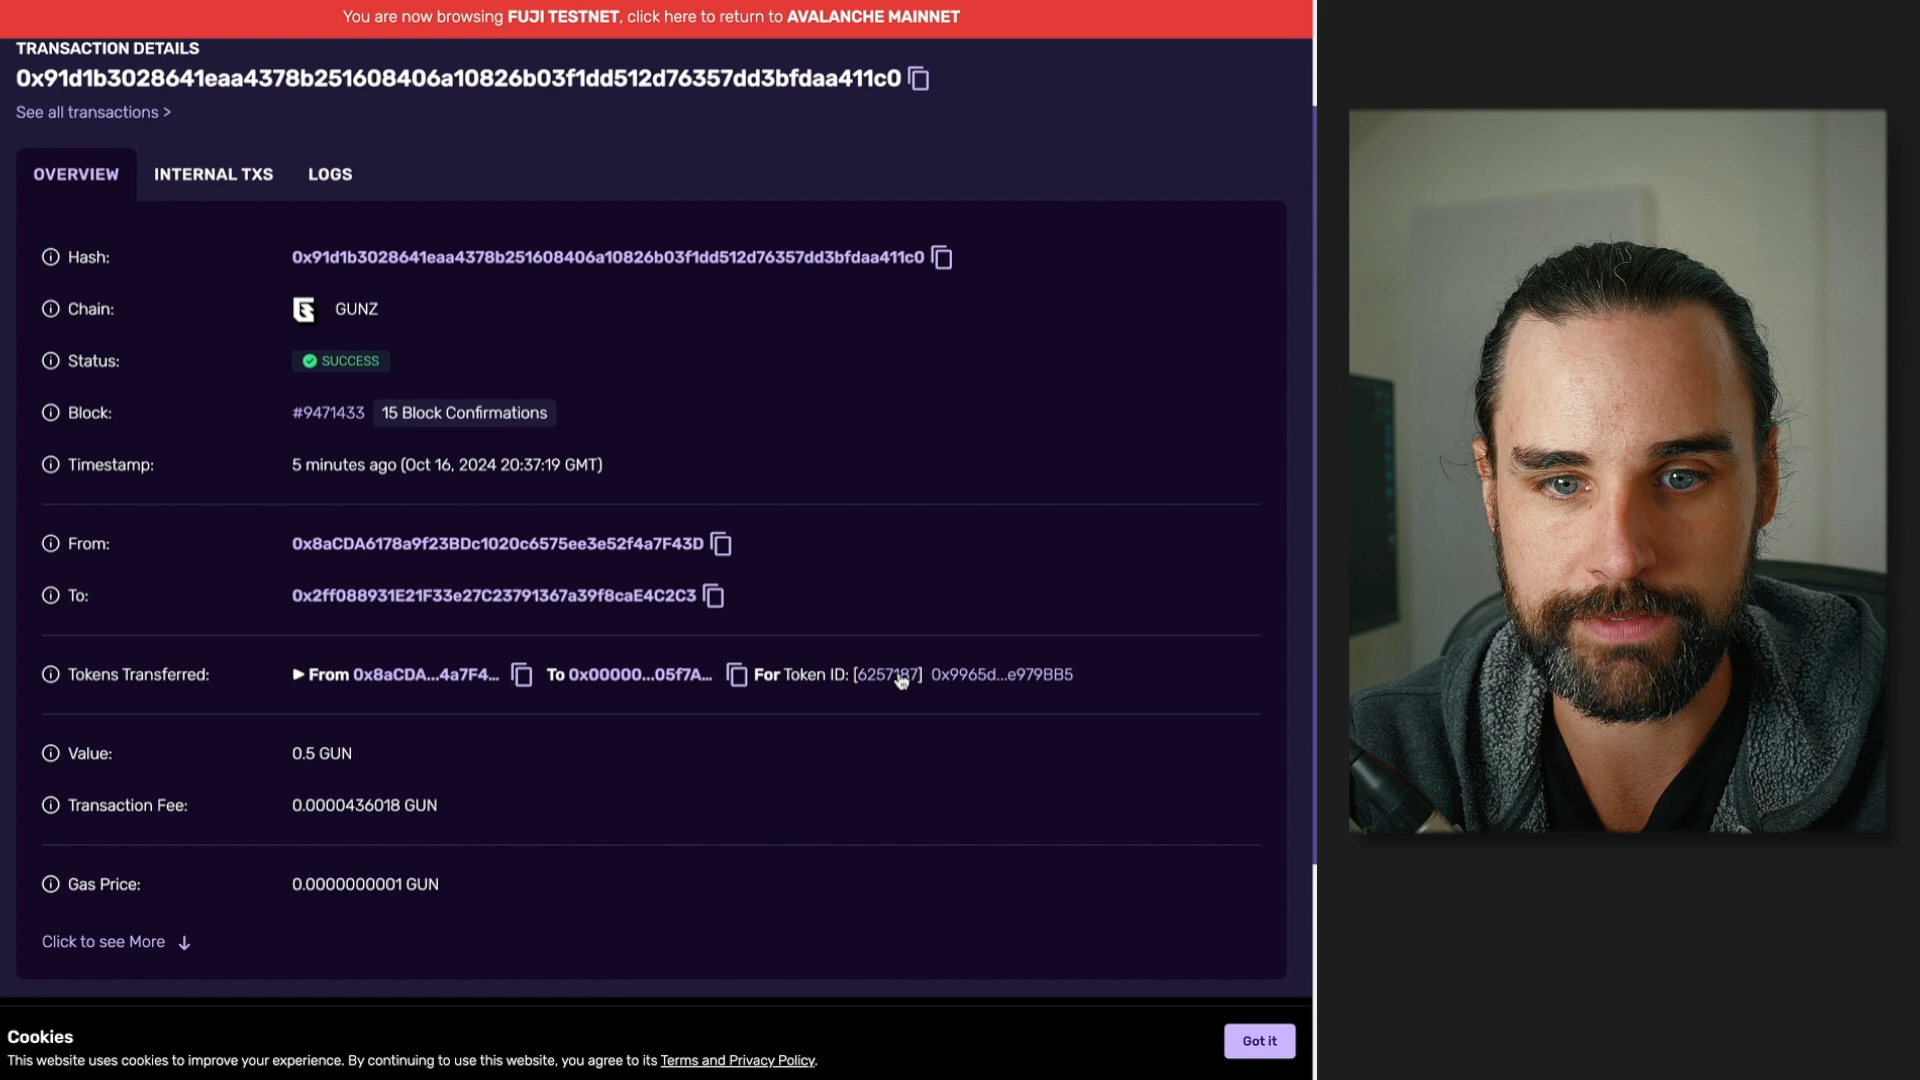 You are now browsing FUJI TESTNET, click here to return to AVALANCHE MAINNET
TRANSACTION DETAILS
0x91d1b3028641eaa4378b251608406a10826b03f1dd512d76357dd3bfdaa411c0
See all transactions >
OVERVIEW INTERNAL TXS LOGS
Hash: 0x91d1b3028641eaa4378b251608406a10826b03f1dd512d76357dd3bfdaa411c0
Chain: GUNZ
Status: SUCCESS
Block: #9471433 15 Block Confirmations
Timestamp: 5 minutes ago (Oct 16, 2024 20:37:19 GMT)
From: 0x8aCDA6178a9f23BDc1020c6575ee3e52f4a7F43D
To: 0x2ff088931E21F33e27C23791367a39f8caE4C2C3
Tokens Transferred: From 0x8aCDA...4a7F4... To 0x00000...05f7A... For Token ID: [6257187] 0x9965d...e979BB5
Value: 0.5 GUN
Transaction Fee: 0.0000436018 GUN
Gas Price: 0.0000000001 GUN
Click to see More ↓
Cookies
This website uses cookies to improve your experience. By continuing to use this website, you agree to its Terms and Privacy Policy.
Got it